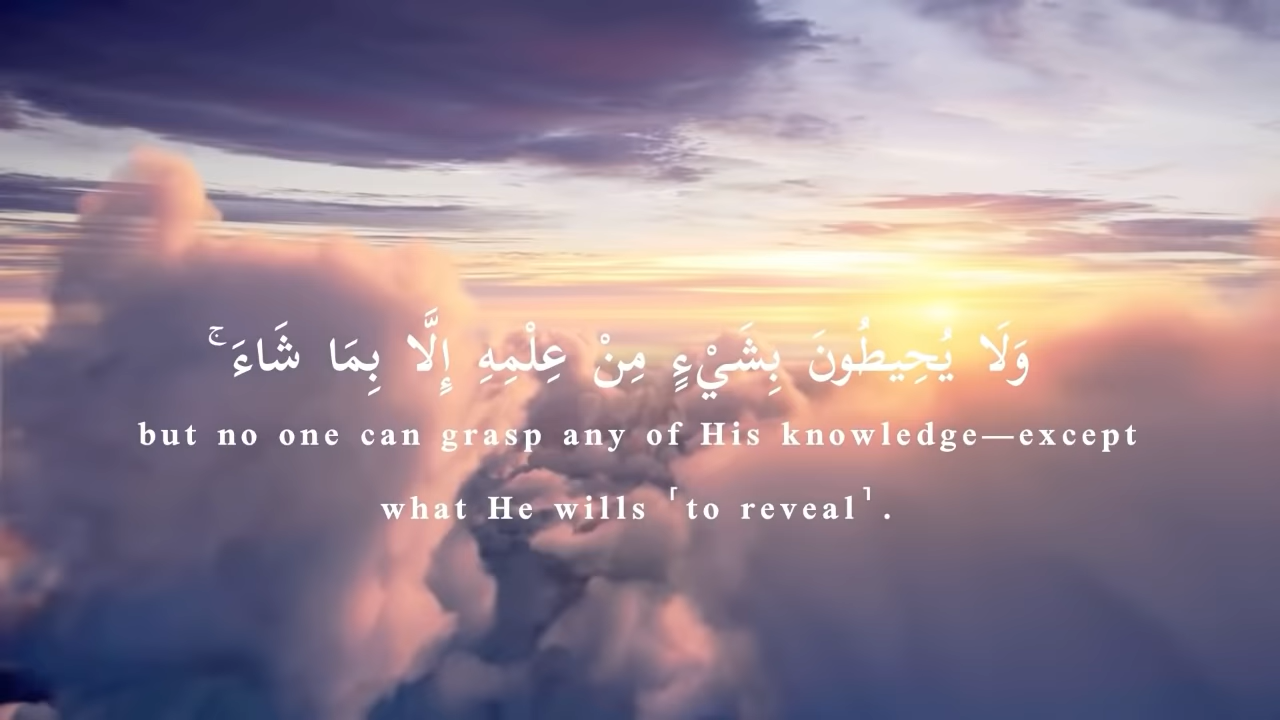 وَلَا يُحِيطُونَ بِشَيْءٍ مِنْ عِلْمِهِ إِلَّا بِمَا شَاءَ ۚ
but no one can grasp any of His knowledge—except
what He wills ˹to reveal˺.